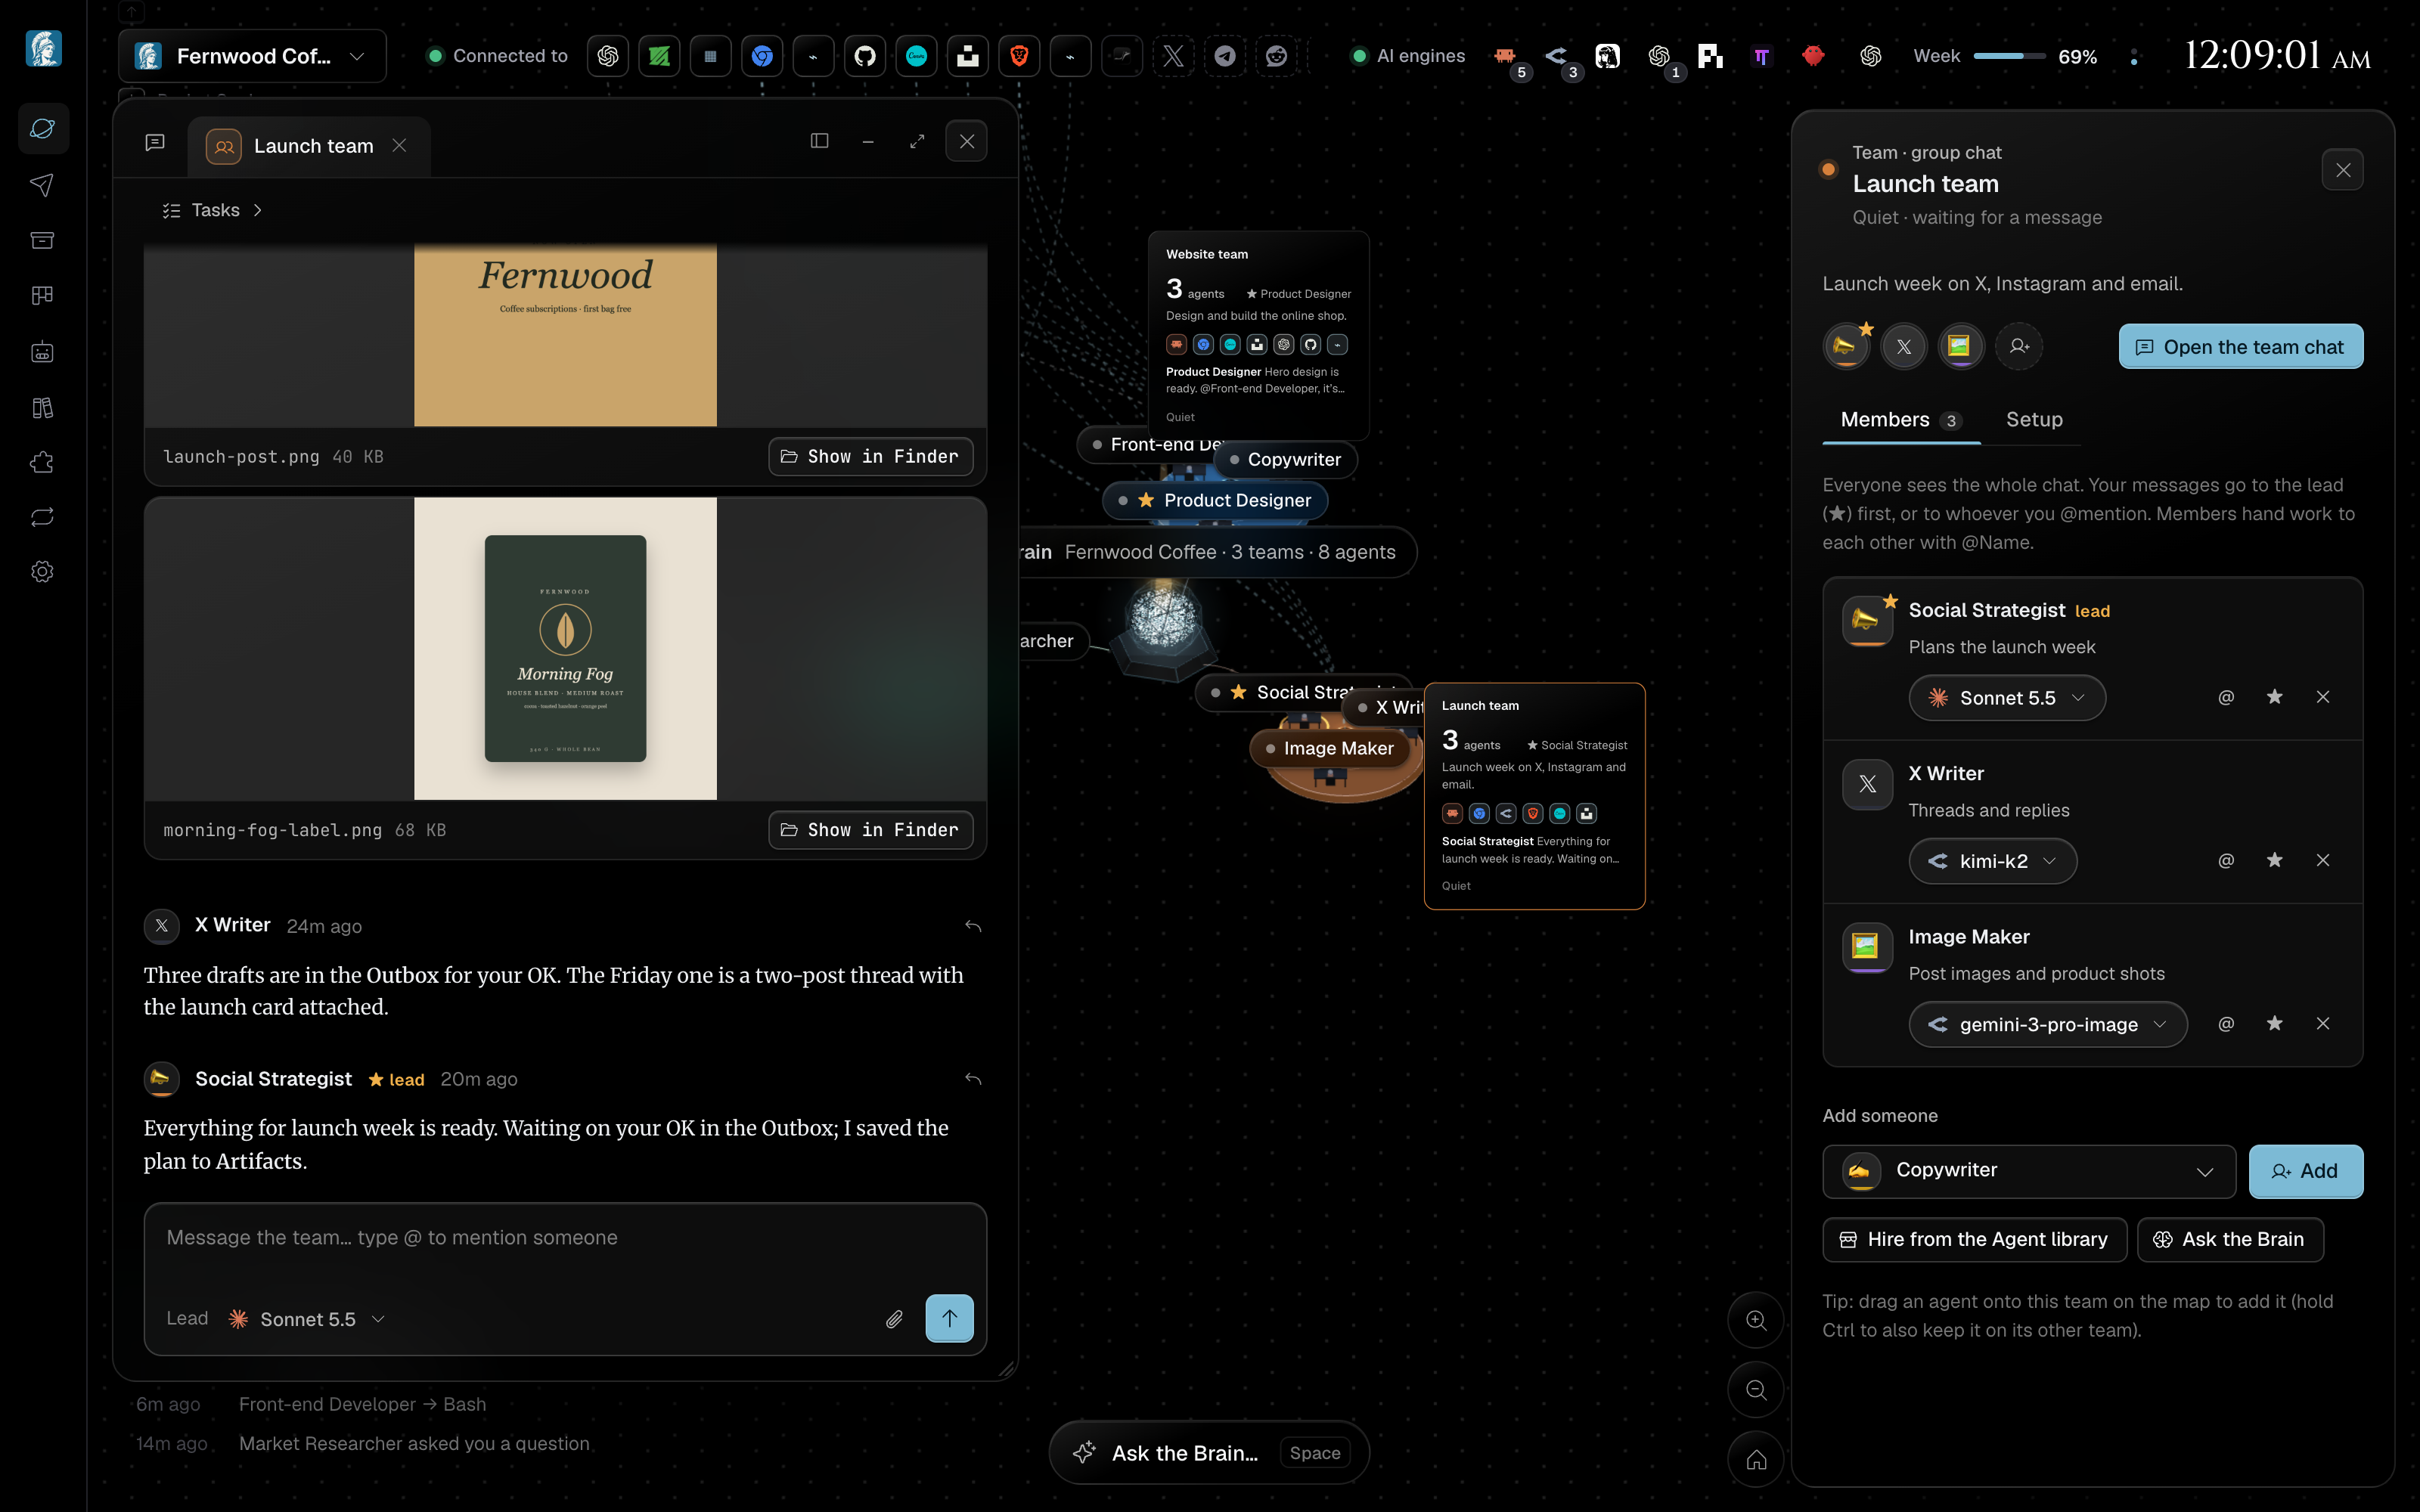 Fernwood Cof...
Connected to
AI engines
5
3
1
Week
69%
12:09:01 AM
Launch team
Tasks
Fernwood
Coffee subscriptions · first bag free
launch-post.png 40 KB
Show in Finder
FERNWOOD
Morning Fog
HOUSE BLEND · MEDIUM ROAST
cocoa · toasted hazelnut · orange peel
340 G · WHOLE BEAN
morning-fog-label.png 68 KB
Show in Finder
X Writer 24m ago
Three drafts are in the Outbox for your OK. The Friday one is a two-post thread with
the launch card attached.
Social Strategist lead 20m ago
Everything for launch week is ready. Waiting on your OK in the Outbox; I saved the
plan to Artifacts.
Message the team... type @ to mention someone
Lead Sonnet 5.5
6m ago Front-end Developer → Bash
14m ago Market Researcher asked you a question
Website team
3 agents ★ Product Designer
Design and build the online shop.
Product Designer Hero design is
ready. @Front-end Developer, it's...
Quiet
Front-end De
Copywriter
Product Designer
rain Fernwood Coffee · 3 teams · 8 agents
archer
Social Strat
X Writ
Image Maker
Launch team
3 agents ★ Social Strategist
Launch week on X, Instagram and
email.
Social Strategist Everything for
launch week is ready. Waiting on...
Quiet
Ask the Brain... Space
Team · group chat
Launch team
Quiet · waiting for a message
Launch week on X, Instagram and email.
Open the team chat
Members 3
Setup
Everyone sees the whole chat. Your messages go to the lead
(★) first, or to whoever you @mention. Members hand work to
each other with @Name.
Social Strategist lead
Plans the launch week
Sonnet 5.5
@
X Writer
Threads and replies
kimi-k2
@
Image Maker
Post images and product shots
gemini-3-pro-image
@
Add someone
Copywriter
Add
Hire from the Agent library
Ask the Brain
Tip: drag an agent onto this team on the map to add it (hold
Ctrl to also keep it on its other team).